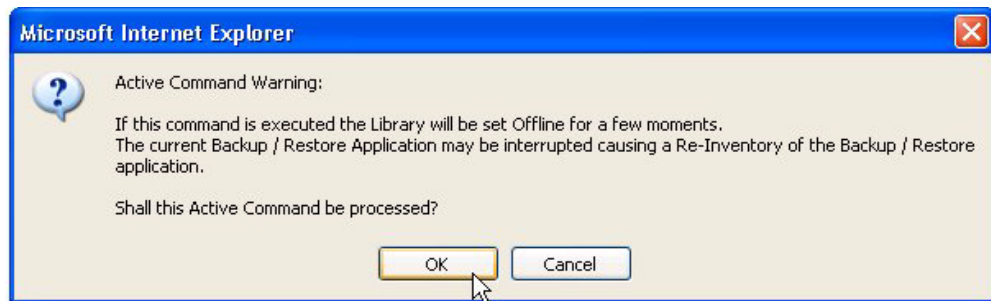 Microsoft Internet Explorer
Active Command Warning:
If this command is executed the Library will be set Offline for a few moments.
The current Backup / Restore Application may be interrupted causing a Re-Inventory of the Backup / Restore
application.
Shall this Active Command be processed?
OK Cancel